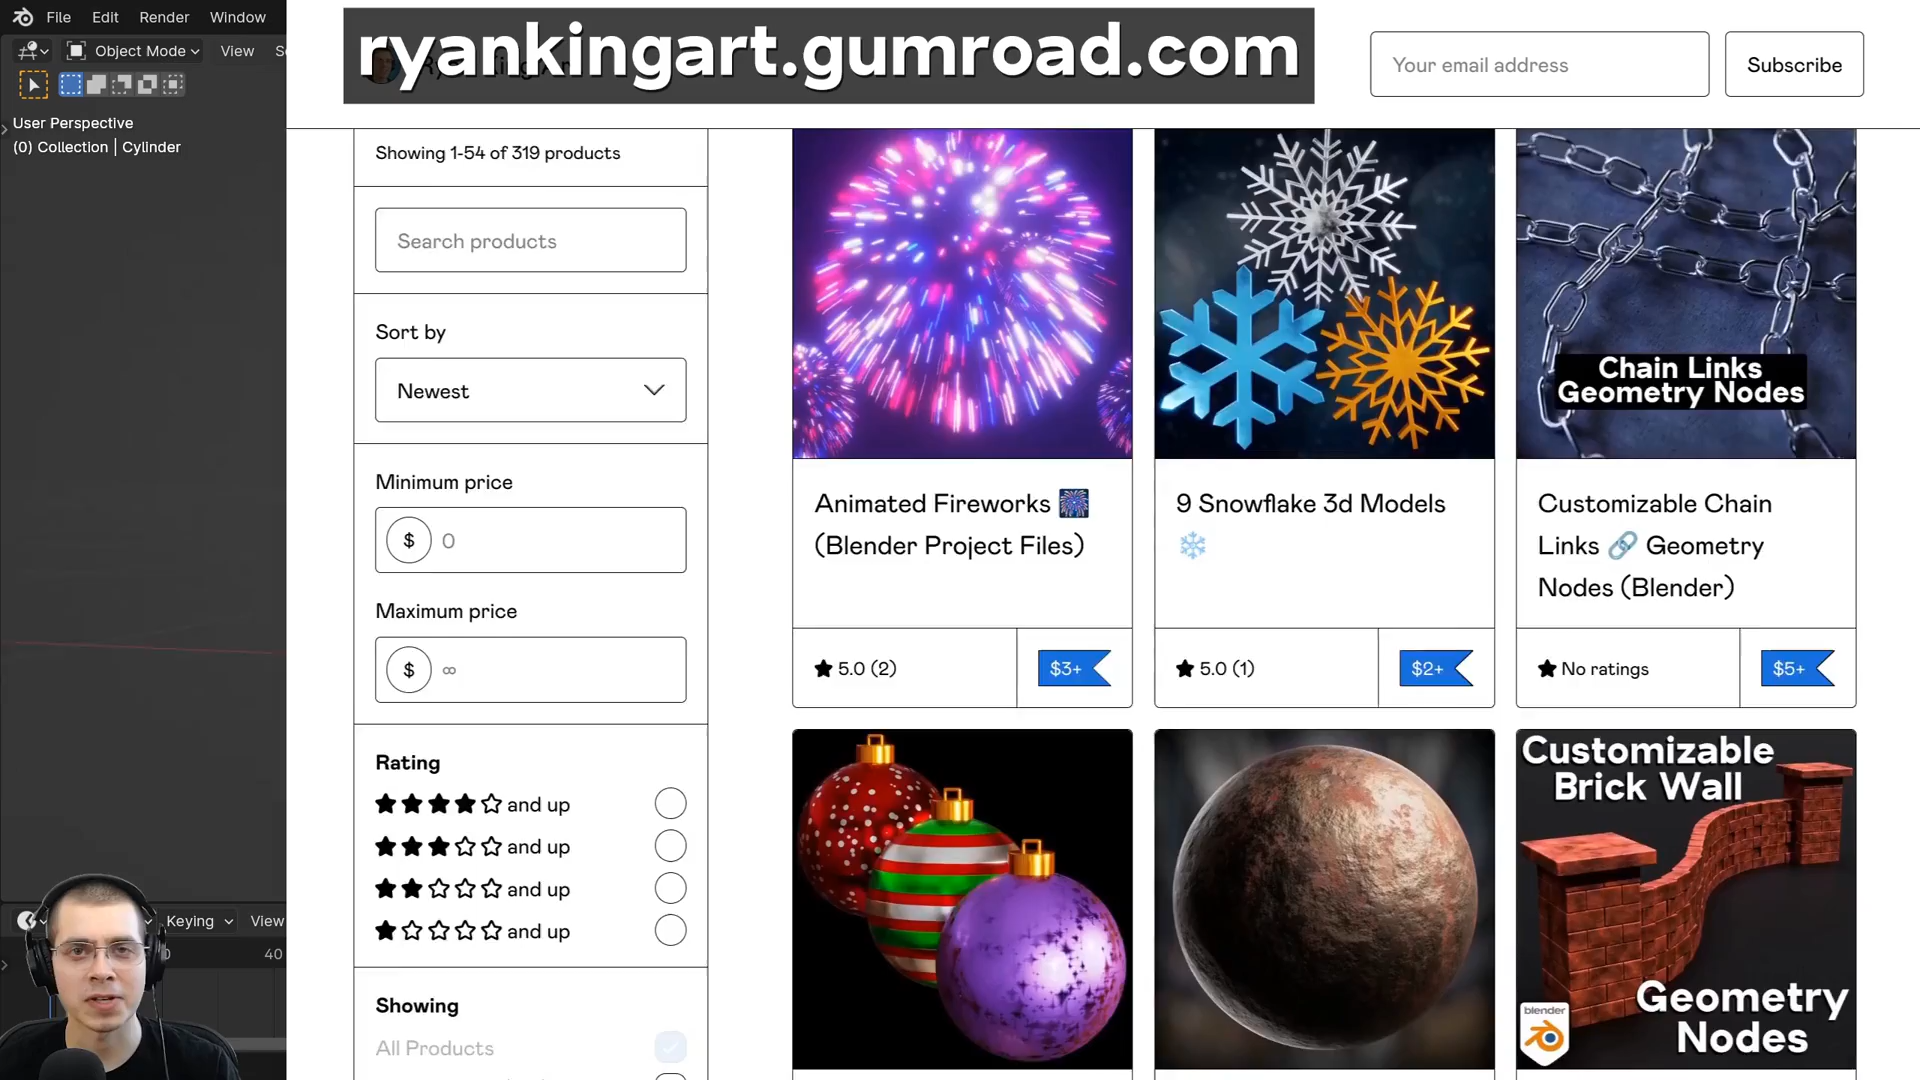 File Edit Render Window
Object Mode View
User Perspective
(0) Collection | Cylinder
ryankingart.gumroad.com
Your email address
Subscribe
Showing 1-54 of 319 products
Search products
Sort by
Newest
Minimum price
$ 0
Maximum price
$ ∞
Rating
and up
and up
and up
and up
Showing
All Products
Chain Links
Geometry Nodes
Animated Fireworks 🎆
(Blender Project Files)
★ 5.0 (2) $3+
9 Snowflake 3d Models
❄️
★ 5.0 (1) $2+
Customizable Chain
Links 🔗 Geometry
Nodes (Blender)
★ No ratings $5+
Customizable
Brick Wall
Geometry
Nodes
blender
Keying View
40